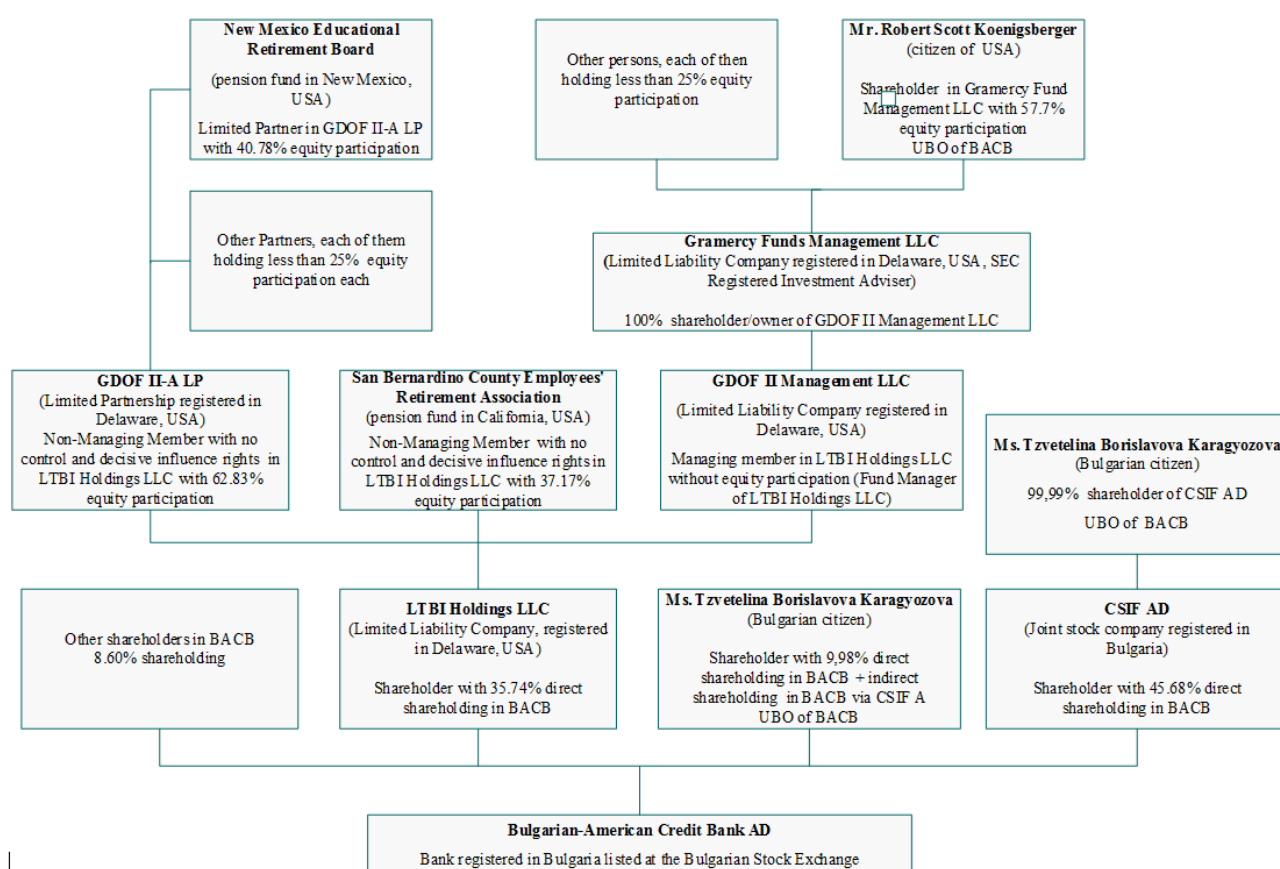 New Mexico Educational
Retirement Board
(pension fund in New Mexico,
USA)
Limited Partner in GDOF II-A LP
with 40.78% equity participation
Other persons, each of then
holding less than 25% equity
participation
Mr. Robert Scott Koenigsberger
(citizen of USA)
Shareholder in Gramercy Fund
Management LLC with 57.7%
equity participation
UBO of BACB
Other Partners, each of them
holding less than 25% equity
participation each
Gramercy Funds Management LLC
(Limited Liability Company registered in Delaware, USA , SEC
Registered Investment Adviser)
100% shareholder/owner of GDOF II Management LLC
GDOF II-A LP
(Limited Partnership registered in
Delaware, USA)
Non-Managing Member with no
control and decisive influence rights in
LTBI Holdings LLC with 62.83%
equity participation
San Bernardino County Employees'
Retirement Association
(pension fund in California, USA)
Non-Managing Member with no
control and decisive influence rights in
LTBI Holdings LLC with 37.17%
equity participation
GDOF II Management LLC
(Limited Liability Company registered in
Delaware, USA)
Managing member in LTBI Holdings LLC
without equity participation (Fund Manager
of LTBI Holdings LLC)
Ms. Tzvetelina Borislavova Karagyozova
(Bulgarian citizen)
99,99% shareholder of CSIF AD
UBO of BACB
Other shareholders in BACB
8.60% shareholding
LTBI Holdings LLC
(Limited Liability Company, registered
in Delaware, USA)
Shareholder with 35.74% direct
shareholding in BACB
Ms. Tzvetelina Borislavova Karagyozova
(Bulgarian citizen)
Shareholder with 9,98% direct
shareholding in BACB + indirect
shareholding in BACB via CSIF A
UBO of BACB
CSIF AD
(Joint stock company registered in
Bulgaria)
Shareholder with 45.68% direct
shareholding in BACB
Bulgarian-American Credit Bank AD
Bank registered in Bulgaria listed at the Bulgarian Stock Exchange